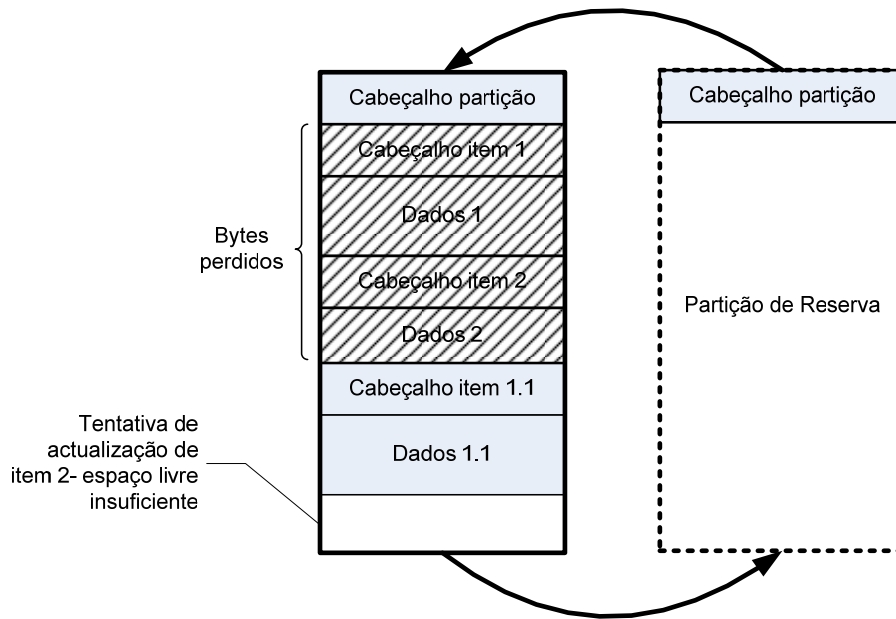 Cabeçalho partição
Cabeçalho item 1
Dados 1
Cabeçalho item 2
Dados 2
Cabeçalho item 1.1
Dados 1.1
Bytes
perdidos
Tentativa de
actualização de
item 2- espaço livre
insuficiente
Cabeçalho partição
Partição de Reserva